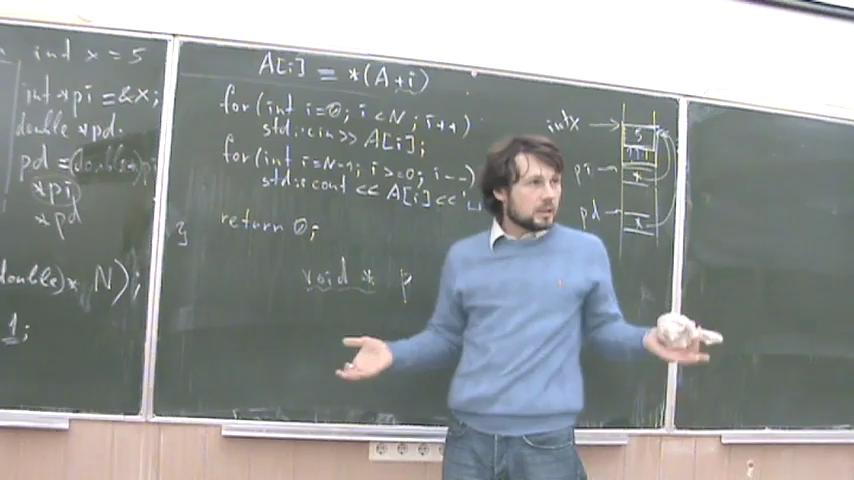 int x = 5
int *pi = &x;
double *pd.
pd = (double*)pi
*pi
*pd
double)* N);
1;
A[i] ≡ *(A+i)
for(int i=0; i<N; i++)
std::cin>> A[i];
for(int i=N-1; i>=0; i--)
std::cout << A[i] << '
return 0;
}
void * p
int x →
5
pi →
*
pd →
*